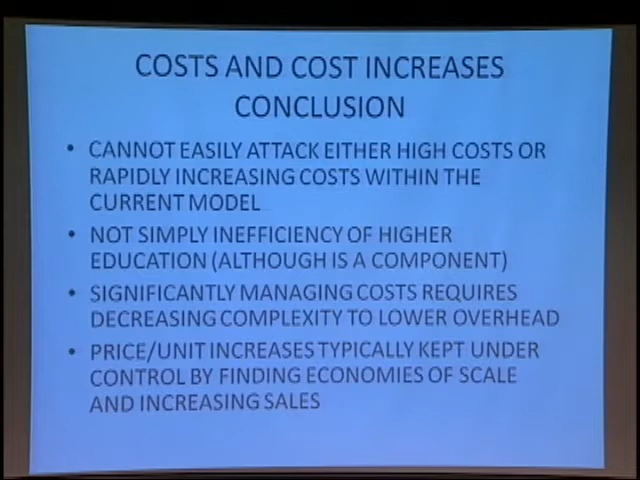 COSTS AND COST INCREASES
CONCLUSION
• CANNOT EASILY ATTACK EITHER HIGH COSTS OR
RAPIDLY INCREASING COSTS WITHIN THE
CURRENT MODEL
• NOT SIMPLY INEFFICIENCY OF HIGHER
EDUCATION (ALTHOUGH IS A COMPONENT)
• SIGNIFICANTLY MANAGING COSTS REQUIRES
DECREASING COMPLEXITY TO LOWER OVERHEAD
• PRICE/UNIT INCREASES TYPICALLY KEPT UNDER
CONTROL BY FINDING ECONOMIES OF SCALE
AND INCREASING SALES